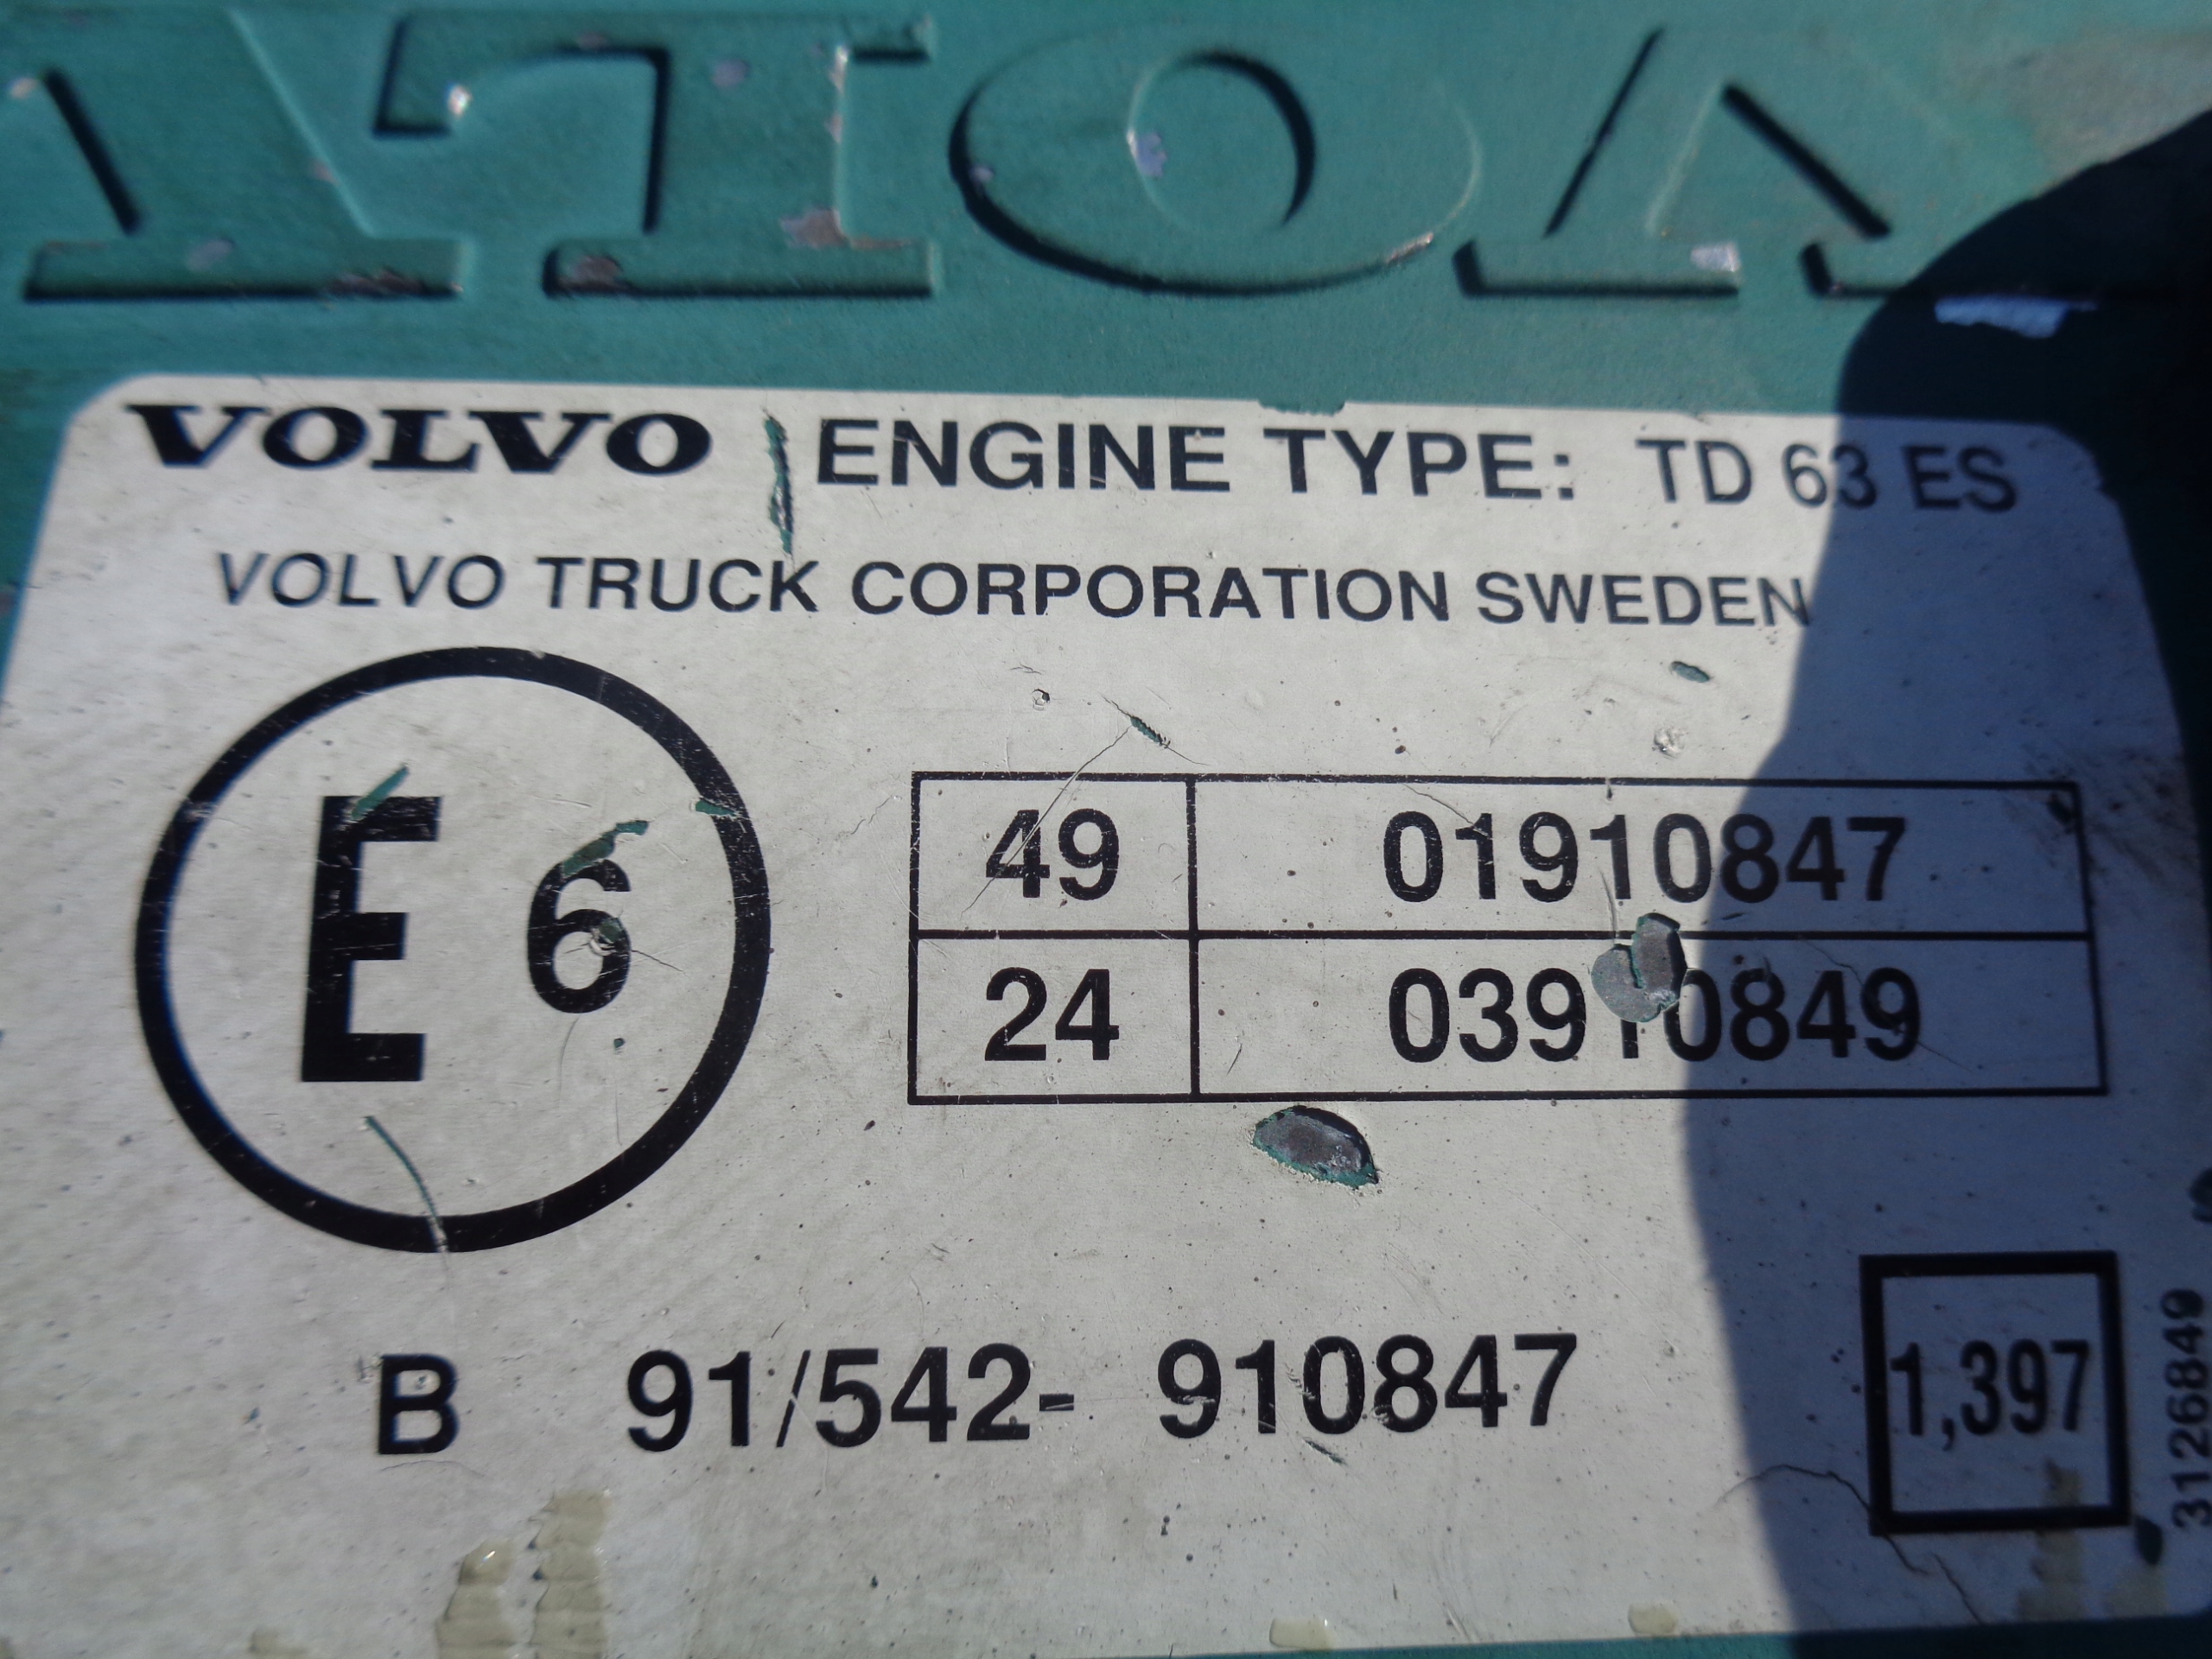 VOLVO
VOLVO ENGINE TYPE: TD 63 ES
VOLVO TRUCK CORPORATION SWEDEN
E 6
49 01910847
24 03910849
B 91/542- 910847
1,397
3126849